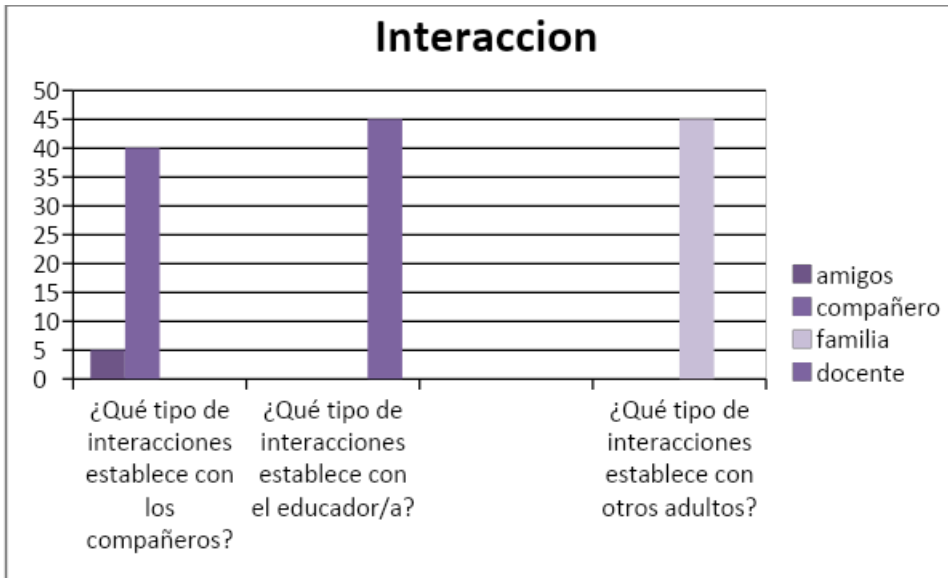 Interaccion
50
45
40
35
30
25
20
15
10
5
0
¿Qué tipo de
interacciones
establece con
los
compañeros?
¿Qué tipo de
interacciones
establece con
el educador/a?
¿Qué tipo de
interacciones
establece con
otros adultos?
amigos
compañero
familia
docente